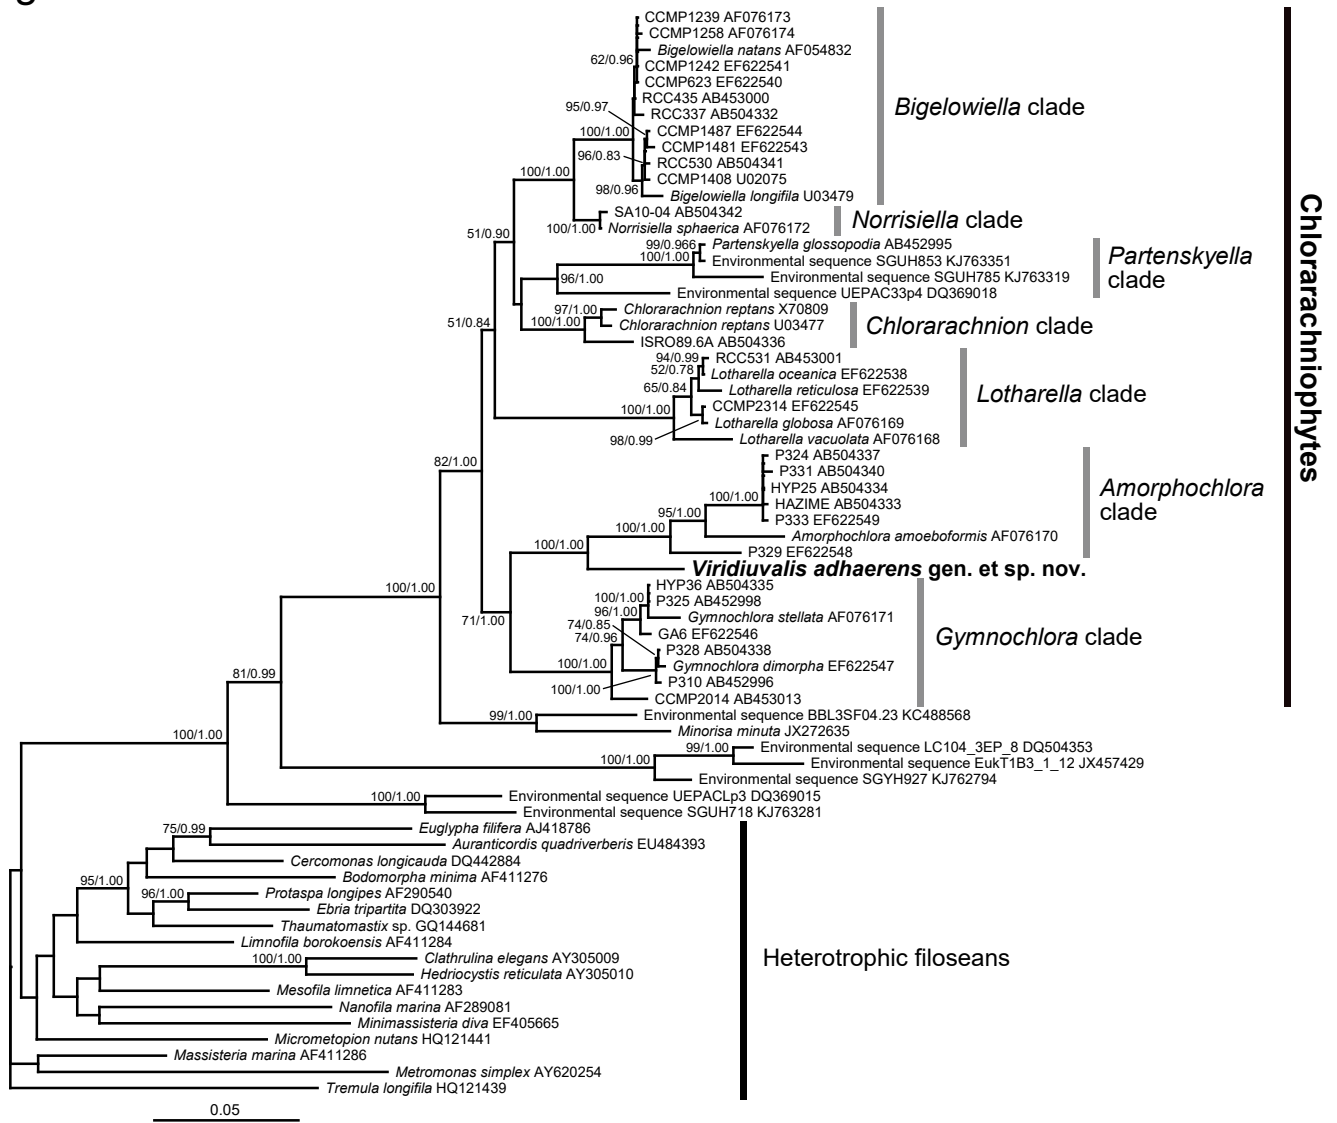 CCMP1239 AF076173
CCMP1258 AF076174
Bigelowiella natans AF054832
62/0.96
CCMP1242 EF622541
CCMP623 EF622540
RCC435 AB453000
95/0.97
RCC337 AB504332
Bigelowiella clade
100/1.00
CCMP1487 EF622544
CCMP1481 EF622543
96/0.83
RCC530 AB504341
100/1.00
CCMP1408 U02075
98/0.96
Bigelowiella longifila U03479
SA10-04 AB504342
100/1.00
Norrisiella sphaerica AF076172
Norrisiella clade
51/0.90
99/0.966
Partenskyella glossopodia AB452995
100/1.00
Environmental sequence SGUH853 KJ763351
96/1.00
Environmental sequence SGUH785 KJ763319
Environmental sequence UEPAC33p4 DQ369018
Partenskyella
clade
97/1.00
Chlorarachnion reptans X70809
51/0.84
100/1.00
Chlorarachnion reptans U03477
ISRO89.6A AB504336
Chlorarachnion clade
94/0.99
RCC531 AB453001
52/0.78
Lotharella oceanica EF622538
65/0.84
Lotharella reticulosa EF622539
100/1.00
CCMP2314 EF622545
Lotharella globosa AF076169
98/0.99
Lotharella vacuolata AF076168
Lotharella clade
82/1.00
P324 AB504337
P331 AB504340
HYP25 AB504334
100/1.00
HAZIME AB504333
95/1.00
P333 EF622549
100/1.00
Amorphochlora amoeboformis AF076170
100/1.00
P329 EF622548
Amorphochlora
clade
Viridiuvalis adhaerens gen. et sp. nov.
100/1.00
HYP36 AB504335
100/1.00
P325 AB452998
96/1.00
Gymnochlora stellata AF076171
71/1.00
74/0.85
GA6 EF622546
74/0.96
P328 AB504338
100/1.00
Gymnochlora dimorpha EF622547
100/1.00
P310 AB452996
CCMP2014 AB453013
Gymnochlora clade
Chlorarachniophytes
81/0.99
99/1.00
Environmental sequence BBL3SF04.23 KC488568
Minorisa minuta JX272635
100/1.00
99/1.00
Environmental sequence LC104_3EP_8 DQ504353
100/1.00
Environmental sequence EukT1B3_1_12 JX457429
Environmental sequence SGYH927 KJ762794
100/1.00
Environmental sequence UEPACLp3 DQ369015
Environmental sequence SGUH718 KJ763281
75/0.99
Euglypha filifera AJ418786
Auranticordis quadriverberis EU484393
Cercomonas longicauda DQ442884
95/1.00
Bodomorpha minima AF411276
96/1.00
Protaspa longipes AF290540
Ebria tripartita DQ303922
Thaumatomastix sp. GQ144681
Limnofila borokoensis AF411284
100/1.00
Clathrulina elegans AY305009
Heterotrophic filoseans
Hedriocystis reticulata AY305010
Mesofila limnetica AF411283
Nanofila marina AF289081
Minimassisteria diva EF405665
Micrometopion nutans HQ121441
Massisteria marina AF411286
Metromonas simplex AY620254
Tremula longifila HQ121439
0.05